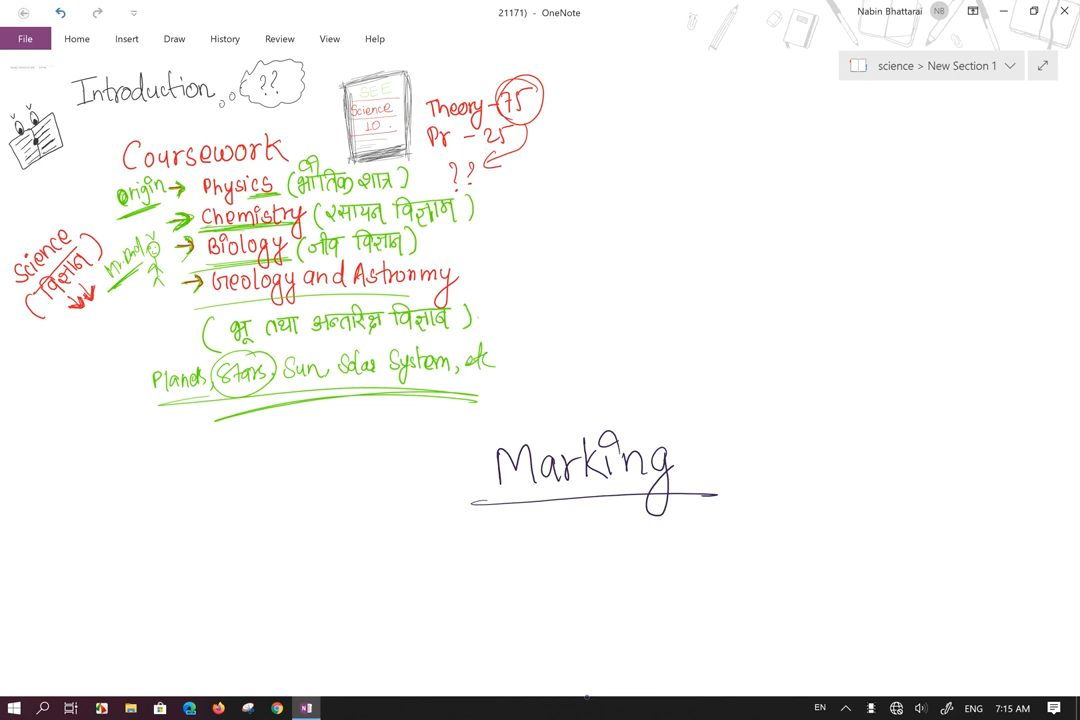 21171) - OneNote
Nabin Bhattarai NB
File Home Insert Draw History Review View Help
science > New Section 1
Introduction ??
SEE
Science
10
Theory - 75
Pr - 25
??
Coursework
Origin → Physics (भौतिक शात्र)
की
→ Chemistry (रसायन विज्ञान)
→ Biology (जीव विज्ञान)
→ Geology and Astronmy
Science
(विज्ञान)
(भू तथा अन्तरिक्ष विज्ञान)
Planets, Stars, Sun, Solar System, etc
Marking
EN ENG 7:15 AM